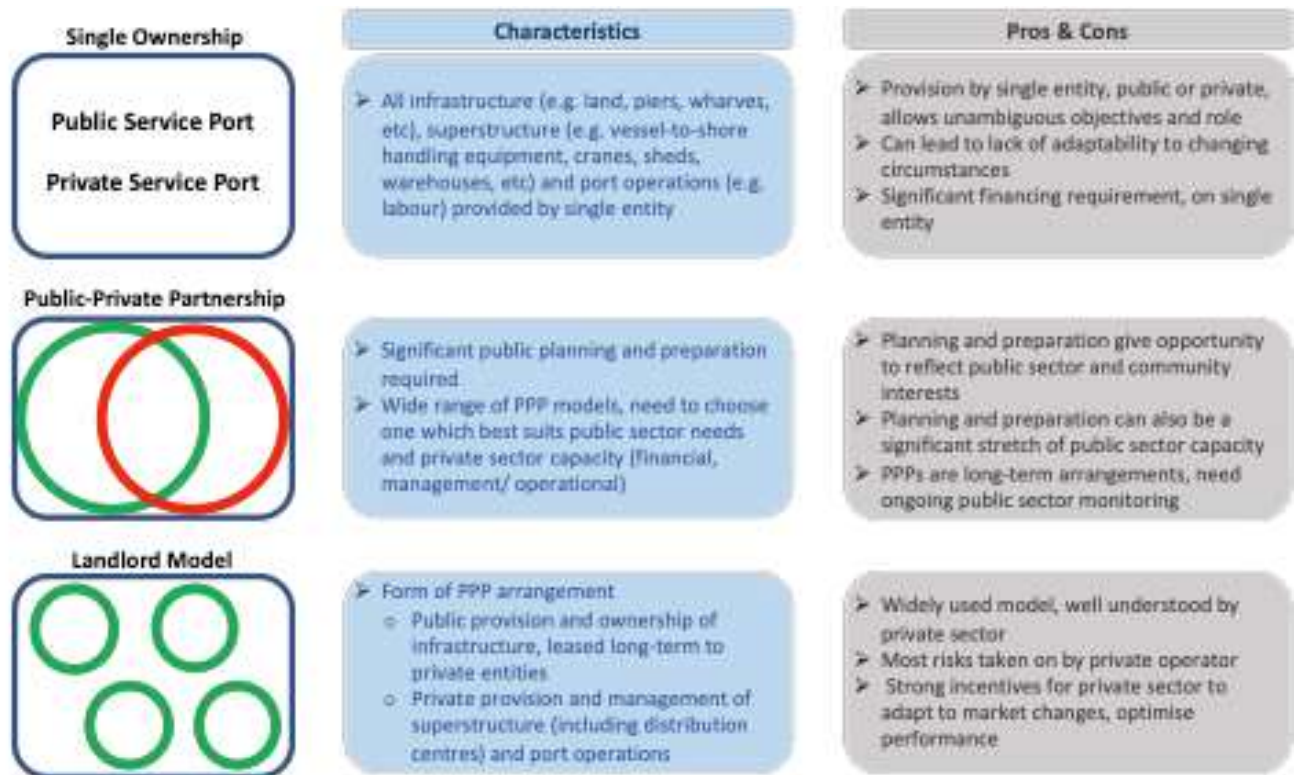 Single Ownership
Characteristics
Pros & Cons
Public Service Port
Private Service Port
➢ All infrastructure (e.g. land, piers, wharves,
etc), superstructure (e.g. vessel-to-shore
handling equipment, cranes, sheds,
warehouses, etc) and port operations (e.g.
labour) provided by single entity
➢ Provision by single entity, public or private,
allows unambiguous objectives and role
➢ Can lead to lack of adaptability to changing
circumstances
➢ Significant financing requirement, on single
entity
Public-Private Partnership
➢ Significant public planning and preparation
required
➢ Wide range of PPP models, need to choose
one which best suits public sector needs
and private sector capacity (financial,
management/ operational)
➢ Planning and preparation give opportunity
to reflect public sector and community
interests
➢ Planning and preparation can also be a
significant stretch of public sector capacity
➢ PPPs are long-term arrangements, need
ongoing public sector monitoring
Landlord Model
➢ Form of PPP arrangement
o Public provision and ownership of
infrastructure, leased long-term to
private entities
o Private provision and management of
superstructure (including distribution
centres) and port operations
➢ Widely used model, well understood by
private sector
➢ Most risks taken on by private operator
➢ Strong incentives for private sector to
adapt to market changes, optimise
performance